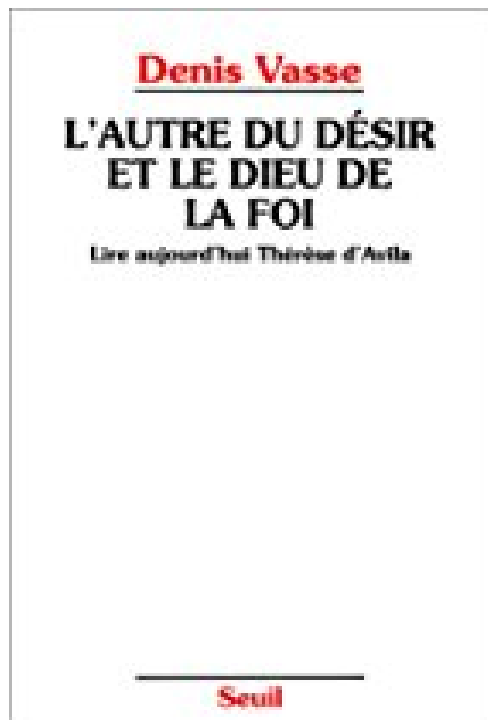 Denis Vasse
L'AUTRE DU DÉSIR
ET LE DIEU DE
LA FOI
Lire aujourd'hui Thérèse d'Avila
Seuil